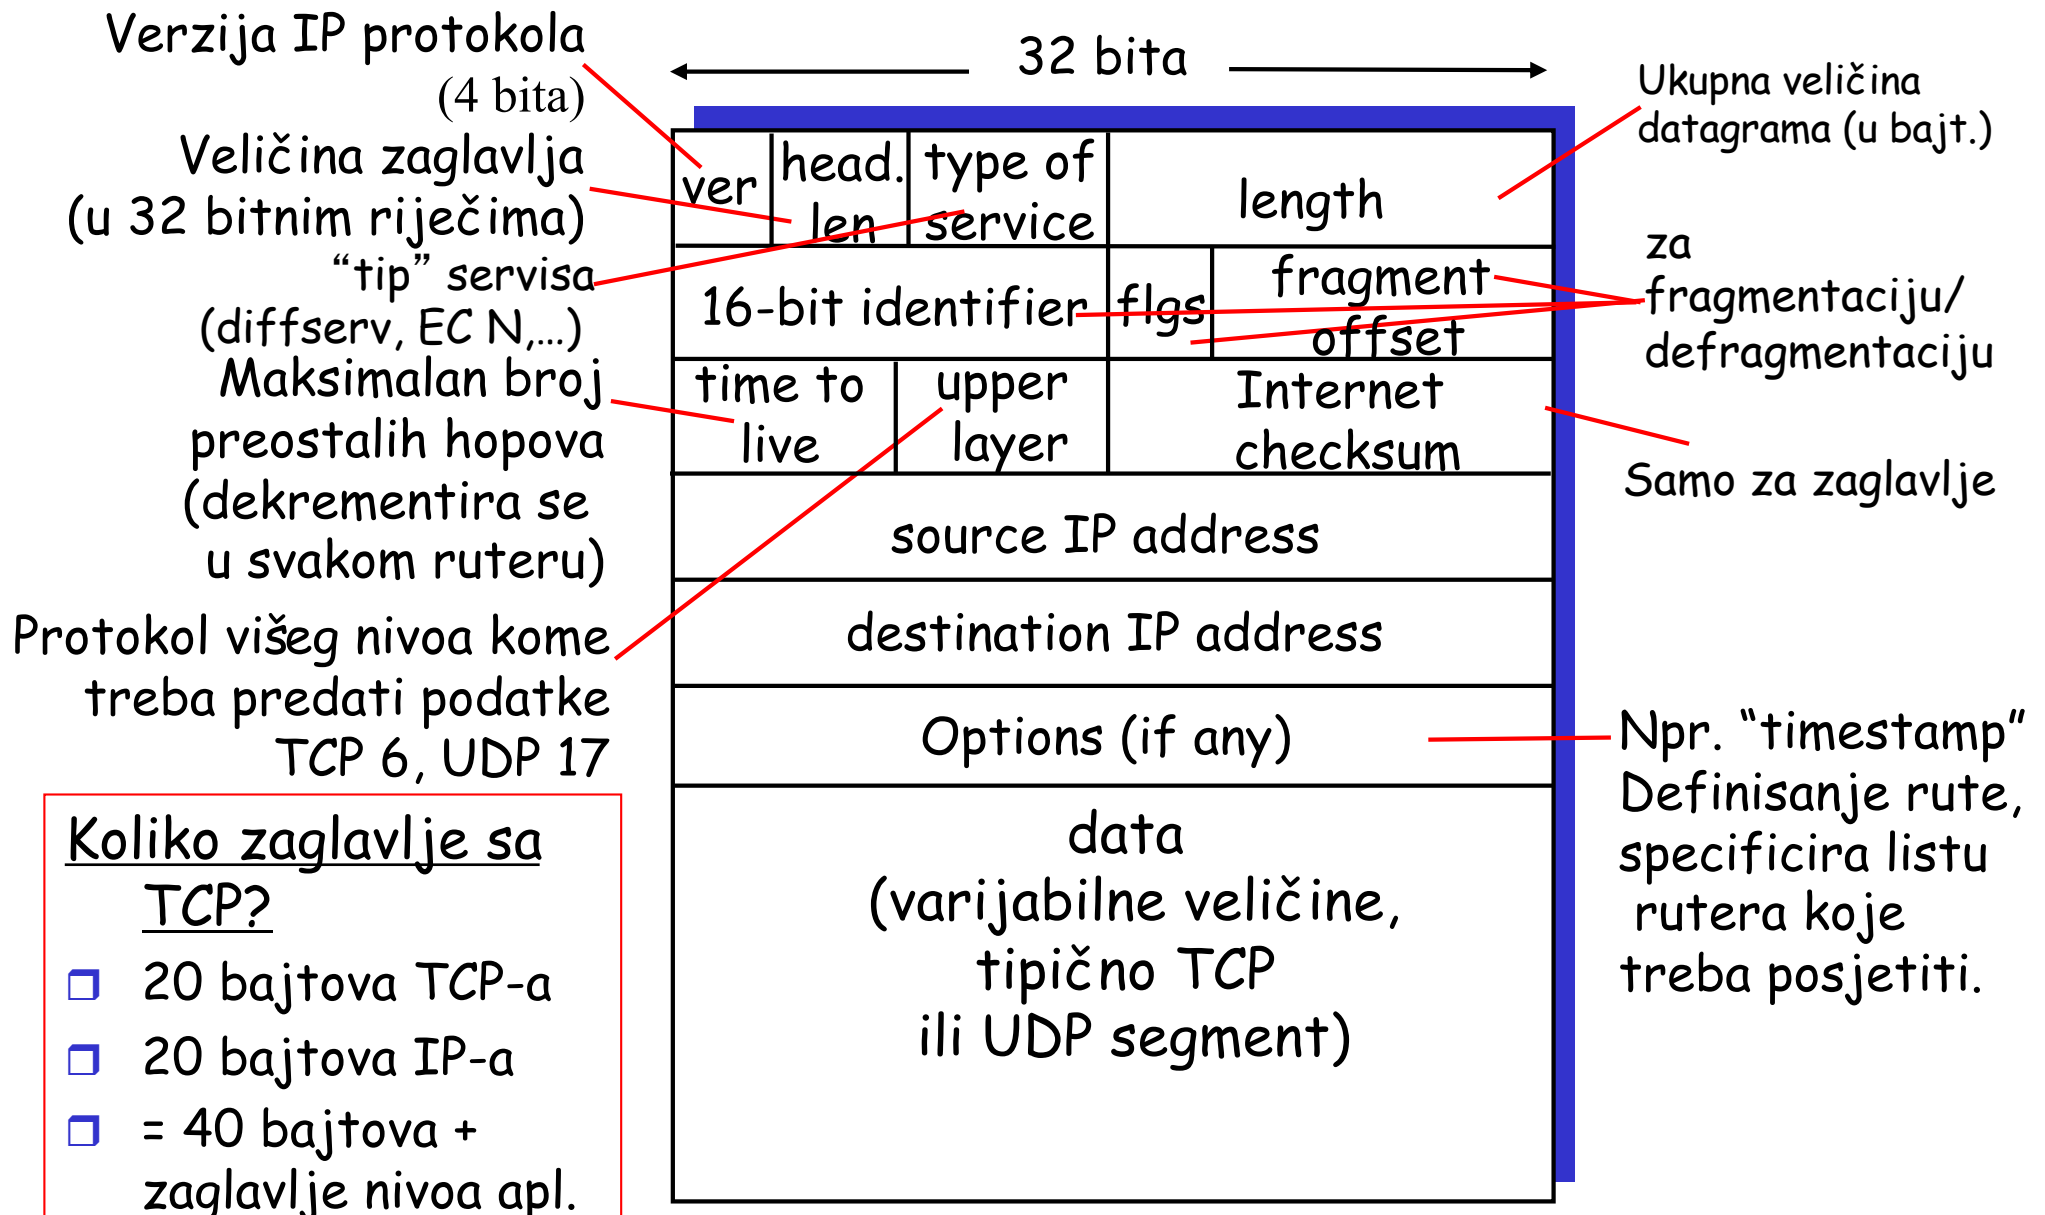 Verzija IP protokola
(4 bita)
Veličina zaglavlja
(u 32 bitnim riječima)
“tip” servisa
(diffserv, EC N,…)
Maksimalan broj
preostalih hopova
(dekrementira se
u svakom ruteru)
Protokol višeg nivoa kome
treba predati podatke
TCP 6, UDP 17
Koliko zaglavlje sa
TCP?
20 bajtova TCP-a
20 bajtova IP-a
= 40 bajtova +
zaglavlje nivoa apl.
32 bita
ver
head.
len
type of
service
length
16-bit identifier
flgs
fragment
offset
time to
live
upper
layer
Internet
checksum
source IP address
destination IP address
Options (if any)
data
(varijabilne veličine,
tipično TCP
ili UDP segment)
Ukupna veličina
datagrama (u bajt.)
za
fragmentaciju/
defragmentaciju
Samo za zaglavlje
Npr. “timestamp”
Definisanje rute,
specificira listu
rutera koje
treba posjetiti.